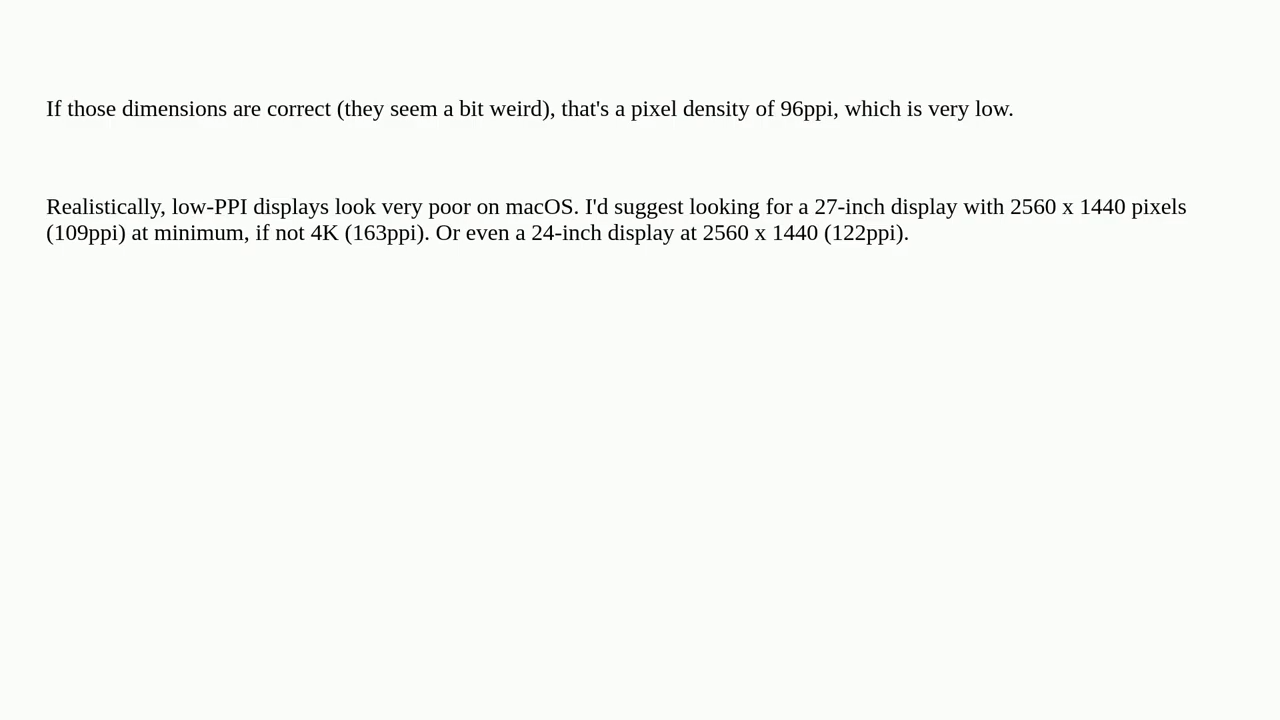 If those dimensions are correct (they seem a bit weird), that's a pixel density of 96ppi, which is very low.
Realistically, low-PPI displays look very poor on macOS. I'd suggest looking for a 27-inch display with 2560 x 1440 pixels
(109ppi) at minimum, if not 4K (163ppi). Or even a 24-inch display at 2560 x 1440 (122ppi).